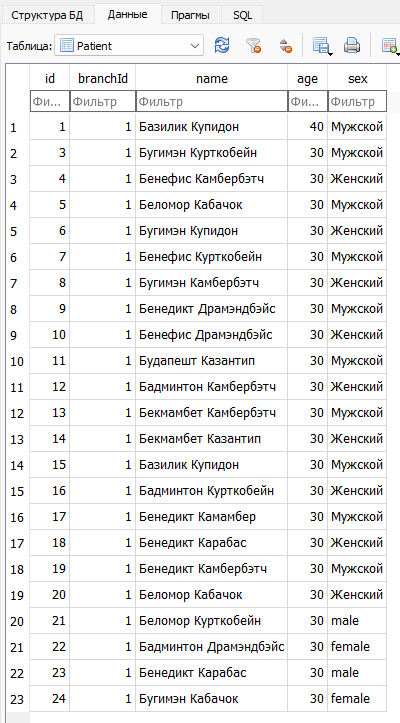 Структура БД Данные Прагмы SQL
Таблица: Patient
id branchId name age sex
Фи... Фильтр Фильтр Фи... Фильтр
1 1 1 Базилик Купидон 40 Мужской
2 3 1 Бугимэн Курткобейн 30 Мужской
3 4 1 Бенефис Камбербэтч 30 Женский
4 5 1 Беломор Кабачок 30 Мужской
5 6 1 Бугимэн Купидон 30 Женский
6 7 1 Бенефис Курткобейн 30 Мужской
7 8 1 Бугимэн Камбербэтч 30 Женский
8 9 1 Бенедикт Драмэндбэйс 30 Мужской
9 10 1 Бенефис Драмэндбэйс 30 Женский
10 11 1 Будапешт Казантип 30 Мужской
11 12 1 Бадминтон Камбербэтч 30 Женский
12 13 1 Бекмамбет Камбербэтч 30 Мужской
13 14 1 Бекмамбет Казантип 30 Женский
14 15 1 Базилик Купидон 30 Мужской
15 16 1 Бадминтон Курткобейн 30 Женский
16 17 1 Бенедикт Камамбер 30 Мужской
17 18 1 Бенедикт Карабас 30 Женский
18 19 1 Бенедикт Камбербэтч 30 Мужской
19 20 1 Беломор Кабачок 30 Женский
20 21 1 Беломор Курткобейн 30 male
21 22 1 Бадминтон Драмэндбэйс 30 female
22 23 1 Бенедикт Карабас 30 male
23 24 1 Бугимэн Кабачок 30 female